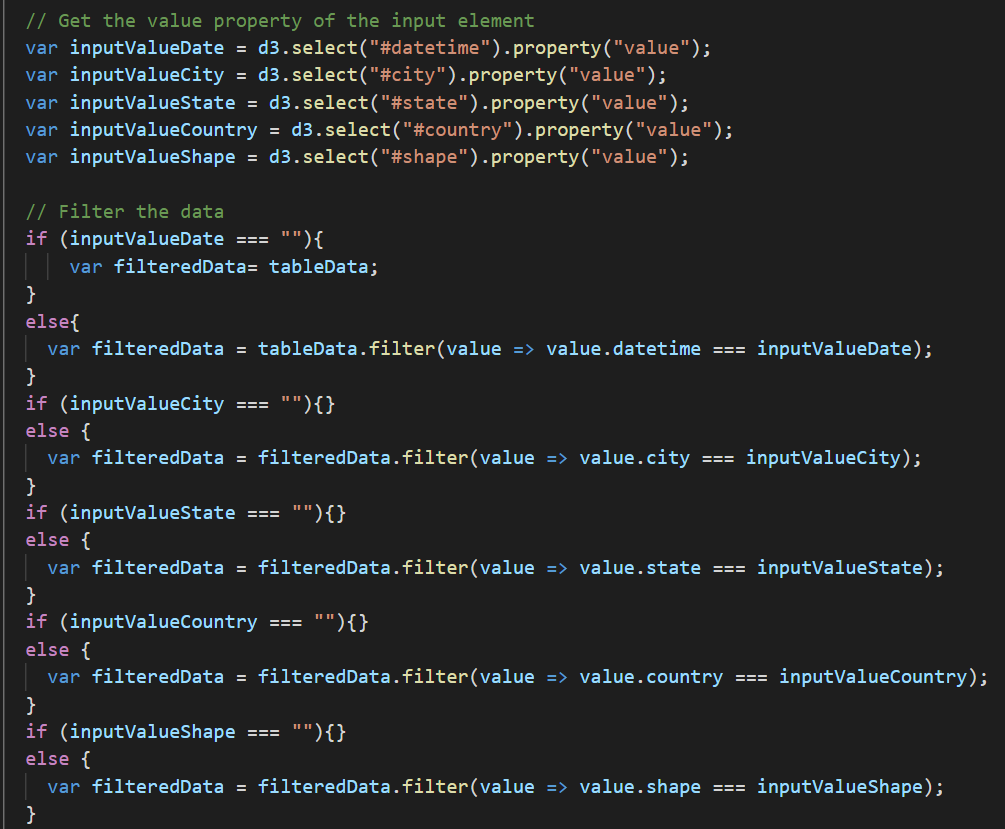 // Get the value property of the input element
var inputValueDate = d3.select("#datetime").property("value");
var inputValueCity = d3.select("#city").property("value");
var inputValueState = d3.select("#state").property("value");
var inputValueCountry = d3.select("#country").property("value");
var inputValueShape = d3.select("#shape").property("value");

// Filter the data
if (inputValueDate === ""){
    var filteredData= tableData;
}
else{
  var filteredData = tableData.filter(value => value.datetime === inputValueDate);
}
if (inputValueCity === ""){}
else {
  var filteredData = filteredData.filter(value => value.city === inputValueCity);
}
if (inputValueState === ""){}
else {
  var filteredData = filteredData.filter(value => value.state === inputValueState);
}
if (inputValueCountry === ""){}
else {
  var filteredData = filteredData.filter(value => value.country === inputValueCountry);
}
if (inputValueShape === ""){}
else {
  var filteredData = filteredData.filter(value => value.shape === inputValueShape);
}